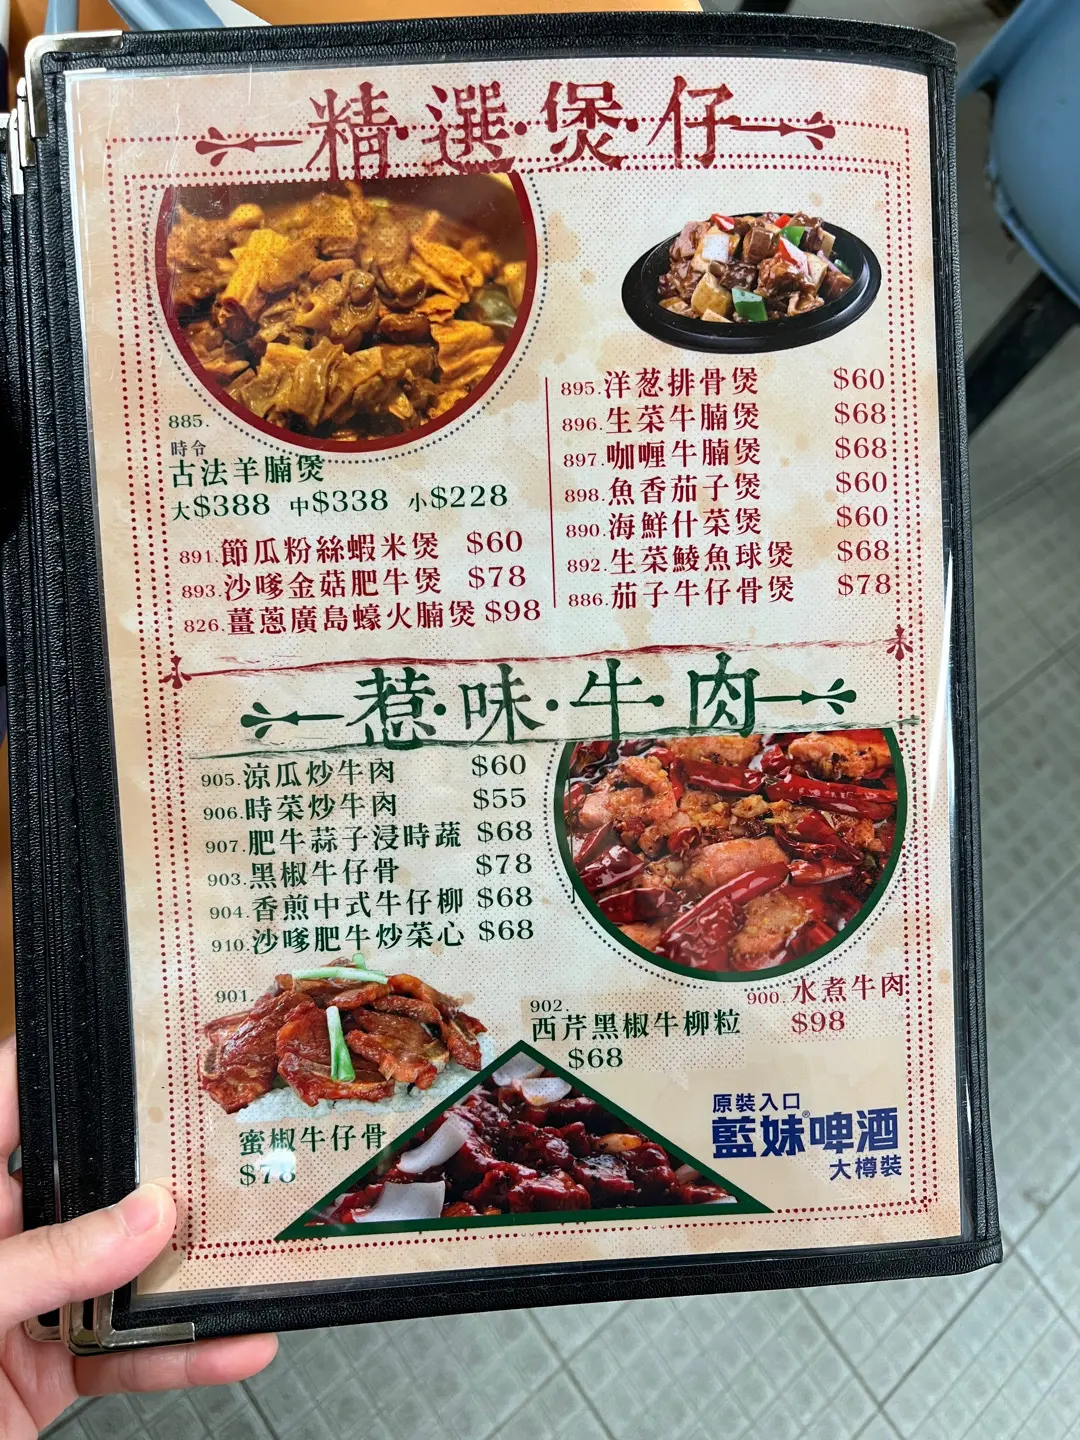 精·選·煲·仔
885.
時令
古法羊腩煲
大$388 中$338 小$228
891.節瓜粉絲蝦米煲 $60
893.沙嗲金菇肥牛煲 $78
826.薑蔥廣島蠔火腩煲 $98
895.洋葱排骨煲 $60
896.生菜牛腩煲 $68
897.咖喱牛腩煲 $68
898.魚香茄子煲 $60
890.海鮮什菜煲 $60
892.生菜鯪魚球煲 $68
886.茄子牛仔骨煲 $78
惹·味·牛·肉
905.涼瓜炒牛肉 $60
906.時菜炒牛肉 $55
907.肥牛蒜子浸時蔬 $68
903.黑椒牛仔骨 $78
904.香煎中式牛仔柳 $68
910.沙嗲肥牛炒菜心 $68
901.
蜜椒牛仔骨
$78
902.
西芹黑椒牛柳粒
$68
900.水煮牛肉
$98
原裝入口
藍妹®啤酒
大樽裝